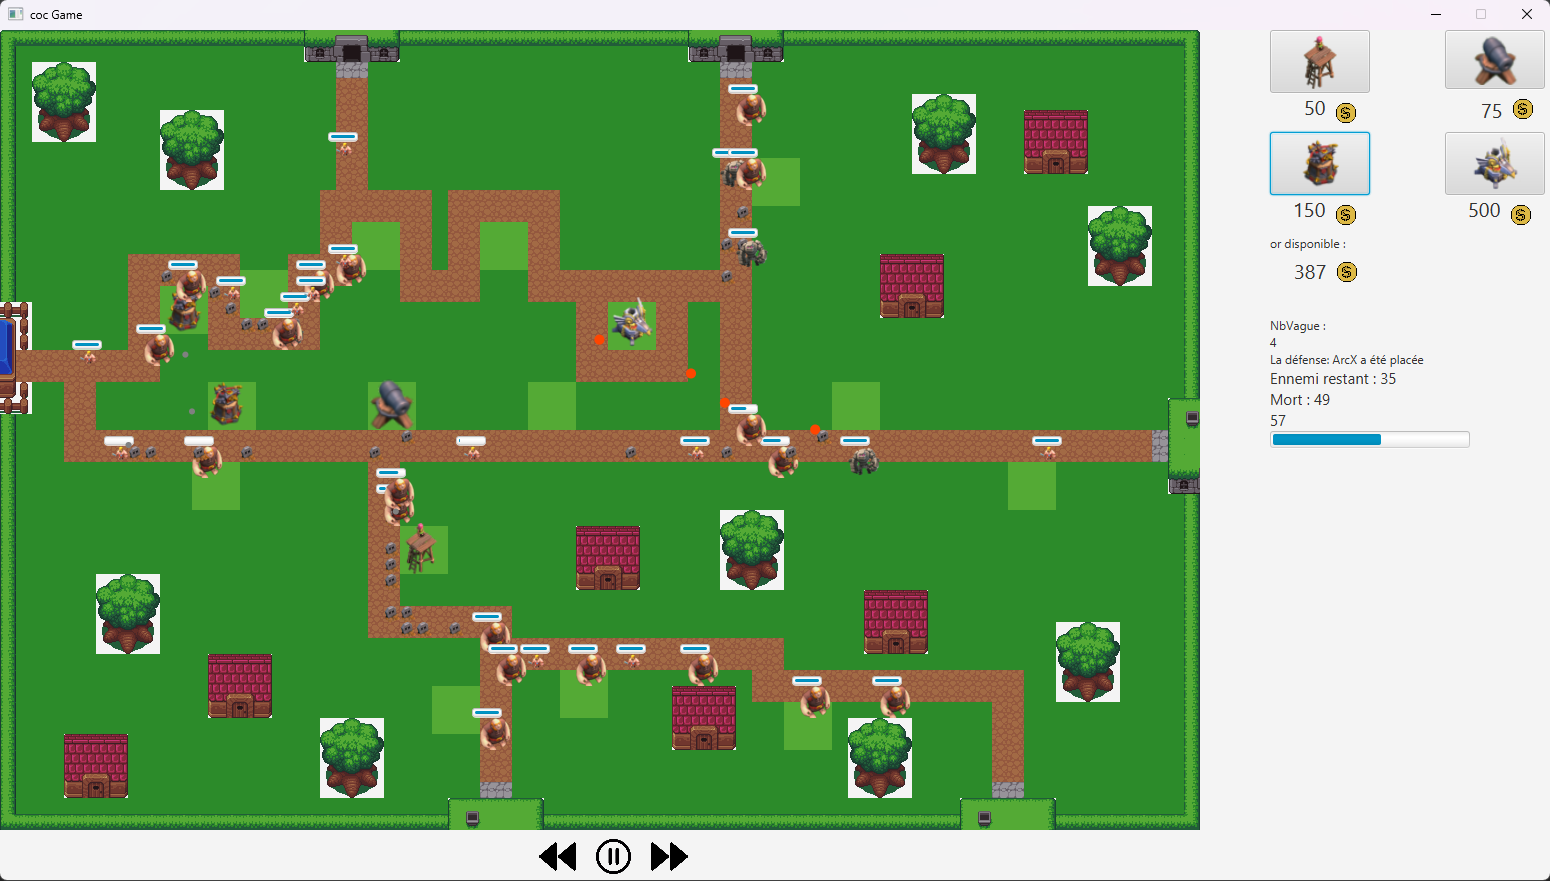 coc Game
50
75
150
500
or disponible :
387
NbVague :
4
La défense: ArcX a été placée
Ennemi restant : 35
Mort : 49
57